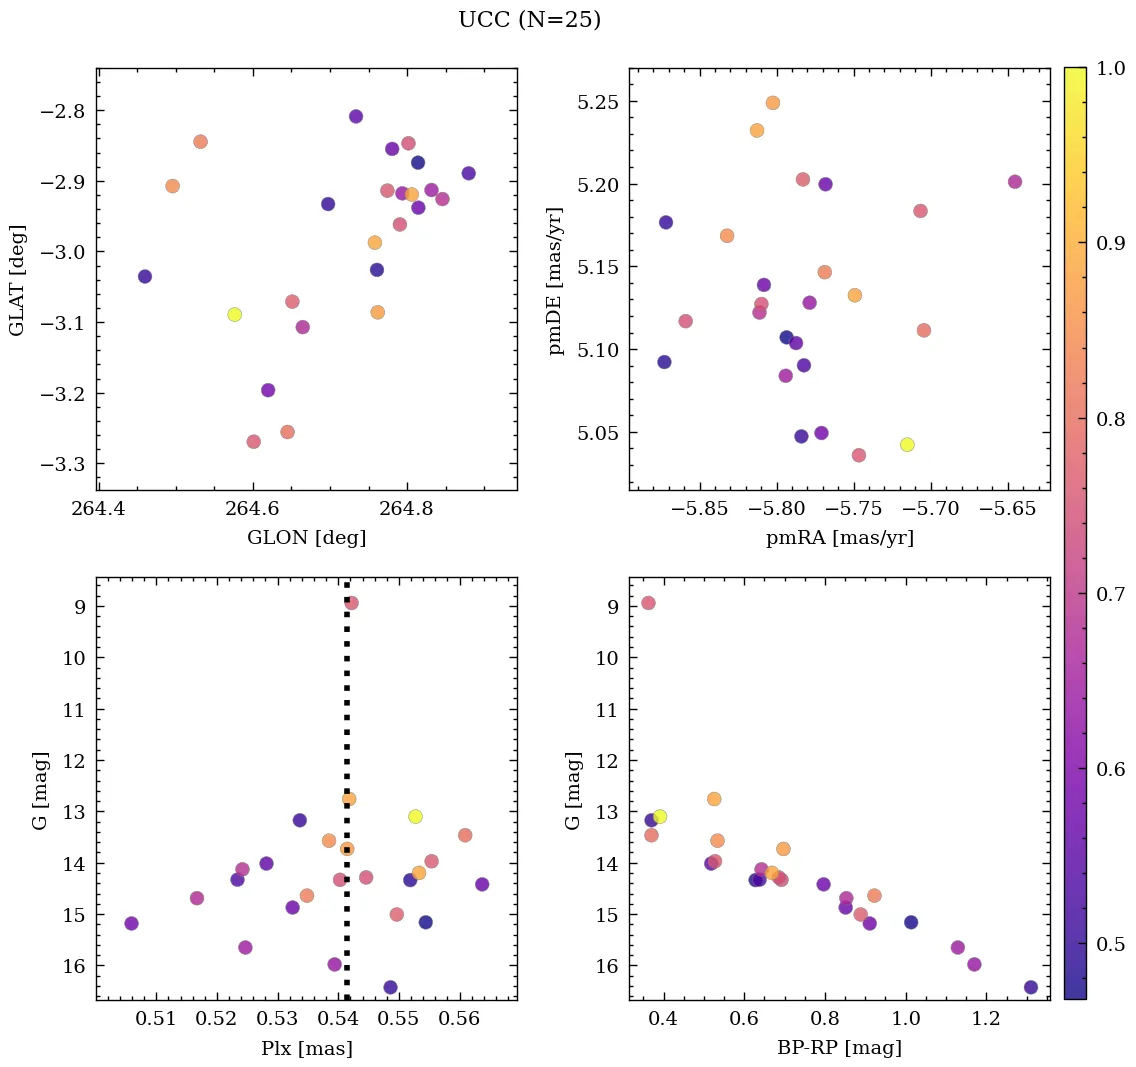 UCC (N=25)
−2.8
−2.9
−3.0
−3.1
−3.2
−3.3
GLAT [deg]
264.4 264.6 264.8
GLON [deg]
5.25
5.20
5.15
5.10
5.05
pmDE [mas/yr]
−5.85 −5.80 −5.75 −5.70 −5.65
pmRA [mas/yr]
9
10
11
12
13
14
15
16
G [mag]
0.51 0.52 0.53 0.54 0.55 0.56
Plx [mas]
9
10
11
12
13
14
15
16
G [mag]
0.4 0.6 0.8 1.0 1.2
BP-RP [mag]
1.0
0.9
0.8
0.7
0.6
0.5